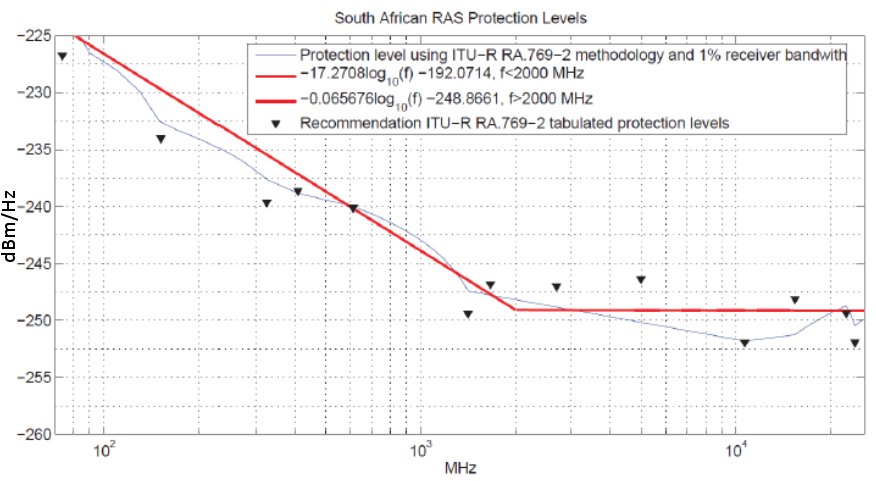 South African RAS Protection Levels
Protection level using ITU-R RA.769-2 methodology and 1% receiver bandwith
−17.2708log10(f) −192.0714, f<2000 MHz
−0.065676log10(f) −248.8661, f>2000 MHz
Recommendation ITU-R RA.769-2 tabulated protection levels
dBm/Hz
−225
−230
−235
−240
−245
−250
−255
−260
10^2
10^3
10^4
MHz